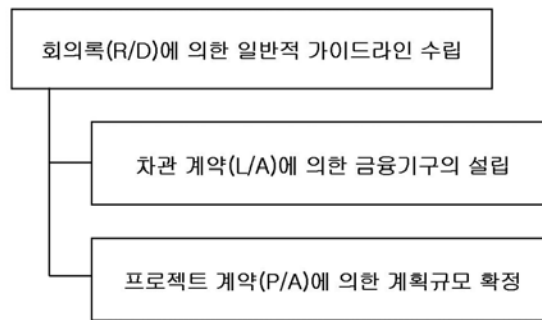 회의록(R/D)에 의한 일반적 가이드라인 수립
차관 계약(L/A)에 의한 금융기구의 설립
프로젝트 계약(P/A)에 의한 계획규모 확정